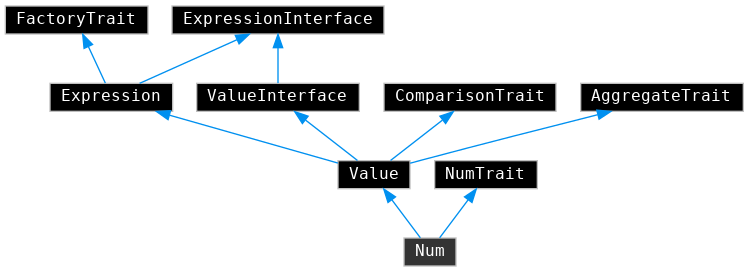 FactoryTrait
ExpressionInterface
Expression
ValueInterface
ComparisonTrait
AggregateTrait
Value
NumTrait
Num